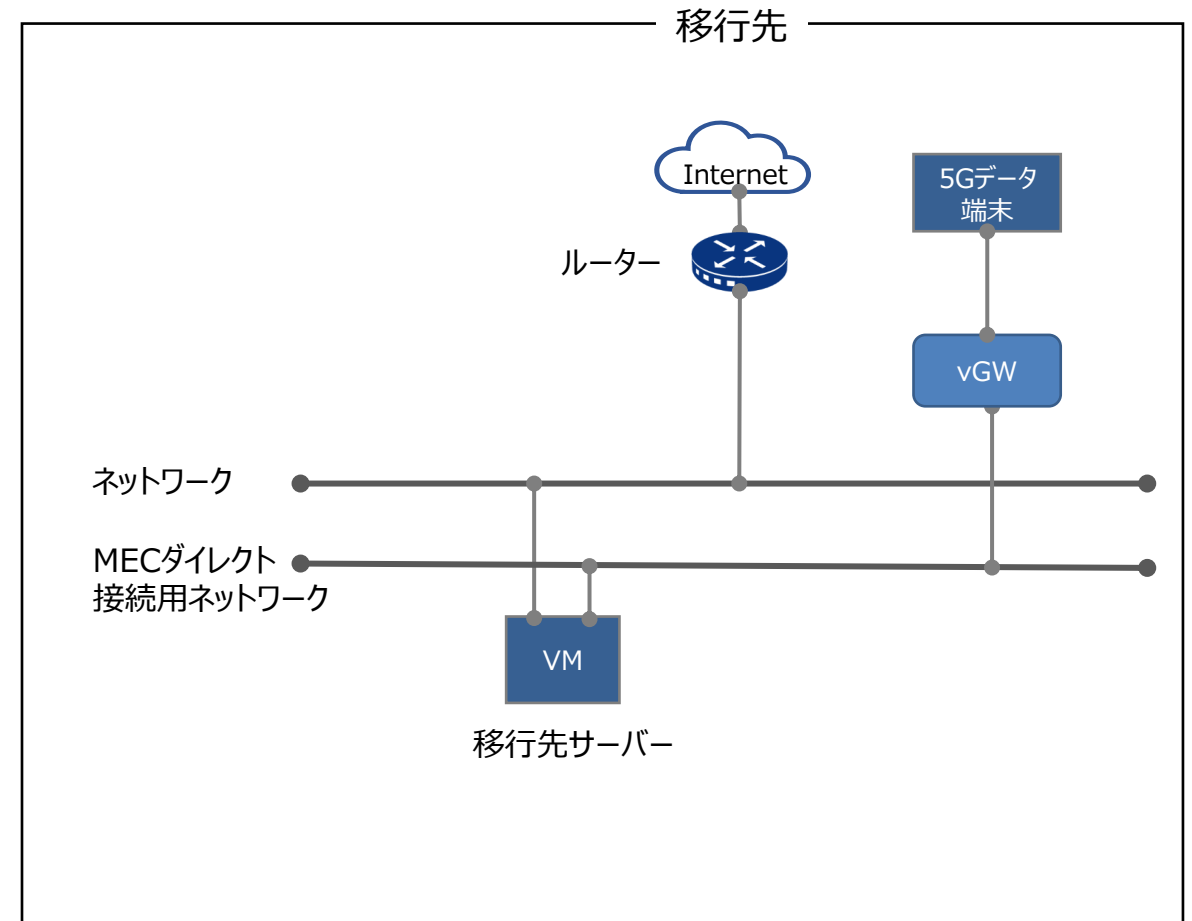 移行先
Internet
5Gデータ
端末
ルーター
vGW
ネットワーク
MECダイレクト
接続用ネットワーク
VM
移行先サーバー